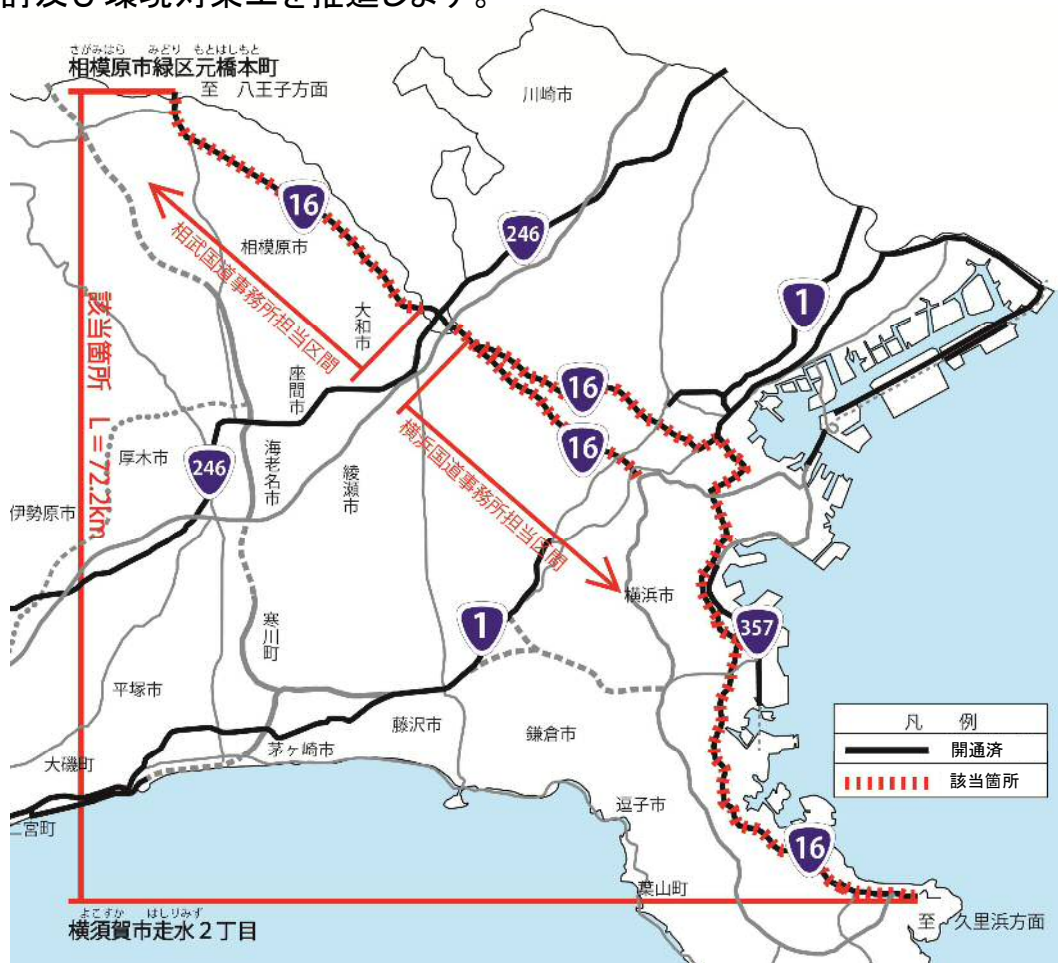 及び環境対策工を推進します。
さがみはら みどり もとはしもと
相模原市緑区元橋本町
至 八王子方面
川崎市
16
246
相模原市
相武国道事務所担当区間
1
大和市
該当箇所 L=72.2km
座間市
16
厚木市
246
海老名市
綾瀬市
16
横浜国道事務所担当区間
伊勢原市
横浜市
寒川町
1
357
平塚市
藤沢市
鎌倉市
凡 例
開通済
該当箇所
茅ヶ崎市
大磯町
逗子市
二宮町
16
葉山町
よこすか はしりみず
横須賀市走水2丁目
至 久里浜方面